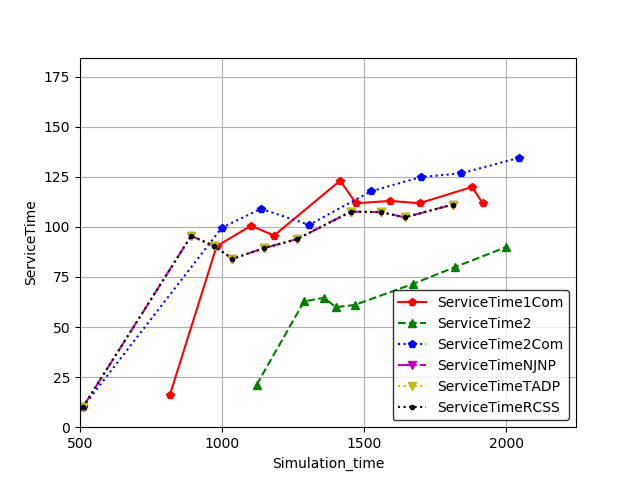 175
150
125
100
75
50
25
0
ServiceTime
500
1000
1500
2000
Simulation_time
ServiceTime1Com
ServiceTime2
ServiceTime2Com
ServiceTimeNJNP
ServiceTimeTADP
ServiceTimeRCSS